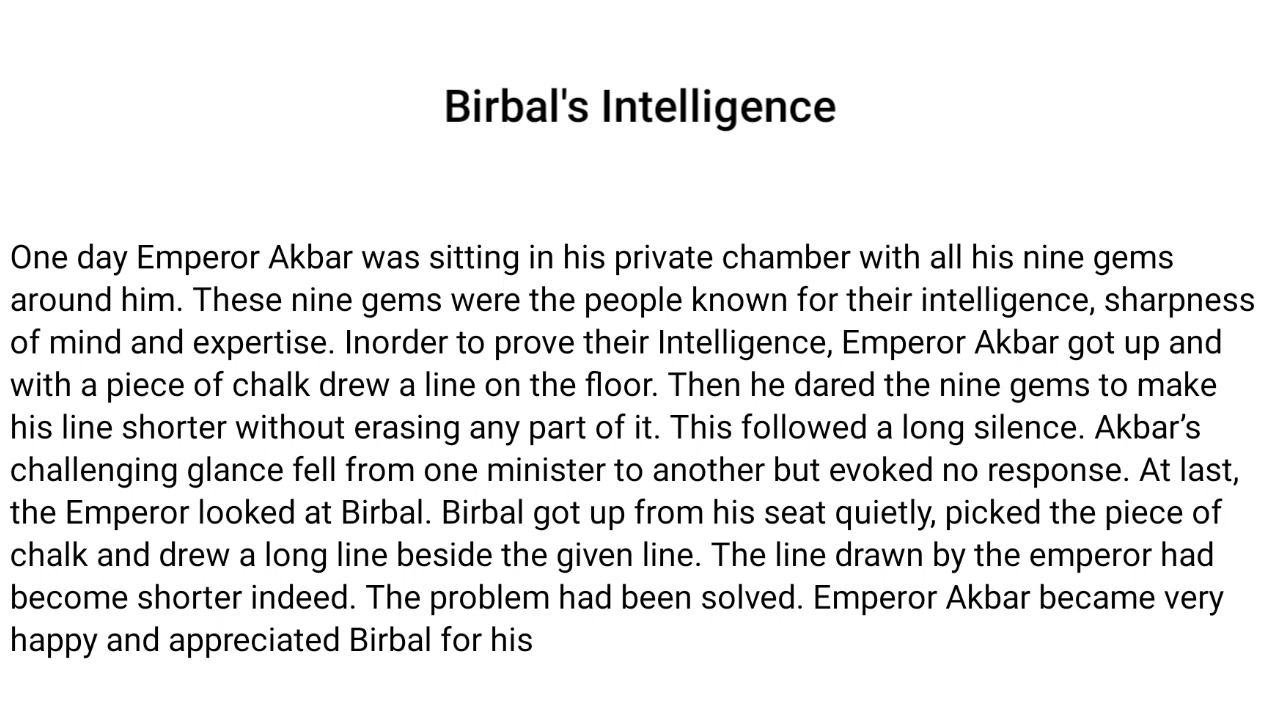 Birbal's Intelligence
One day Emperor Akbar was sitting in his private chamber with all his nine gems
around him. These nine gems were the people known for their intelligence, sharpness
of mind and expertise. Inorder to prove their Intelligence, Emperor Akbar got up and
with a piece of chalk drew a line on the floor. Then he dared the nine gems to make
his line shorter without erasing any part of it. This followed a long silence. Akbar’s
challenging glance fell from one minister to another but evoked no response. At last,
the Emperor looked at Birbal. Birbal got up from his seat quietly, picked the piece of
chalk and drew a long line beside the given line. The line drawn by the emperor had
become shorter indeed. The problem had been solved. Emperor Akbar became very
happy and appreciated Birbal for his